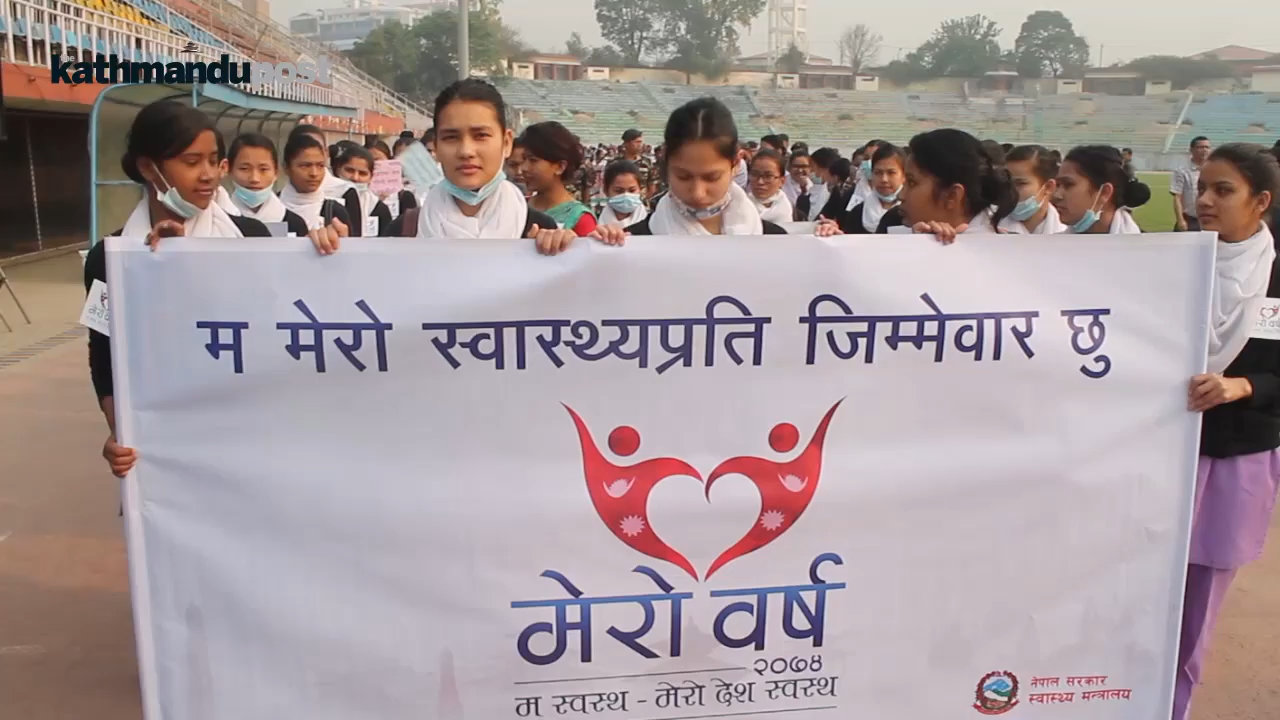 kathmandupost
म मेरो स्वास्थ्यप्रति जिम्मेवार छु
मेरो वर्ष
२०७४
म स्वस्थ - मेरो देश स्वस्थ
नेपाल सरकार
स्वास्थ्य मन्त्रालय